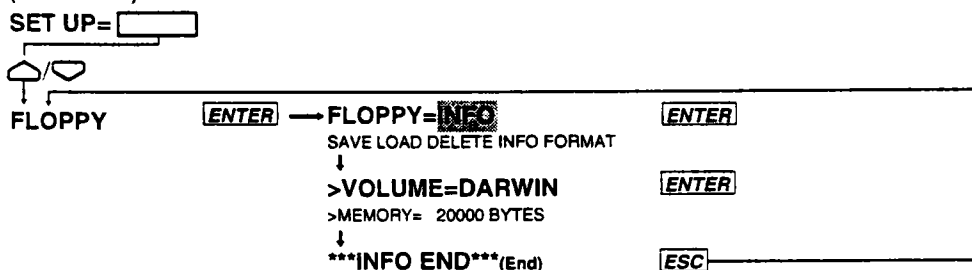 SET UP=
FLOPPY ENTER FLOPPY=INFO ENTER
SAVE LOAD DELETE INFO FORMAT
>VOLUME=DARWIN ENTER
>MEMORY= 20000 BYTES
***INFO END***(End) ESC